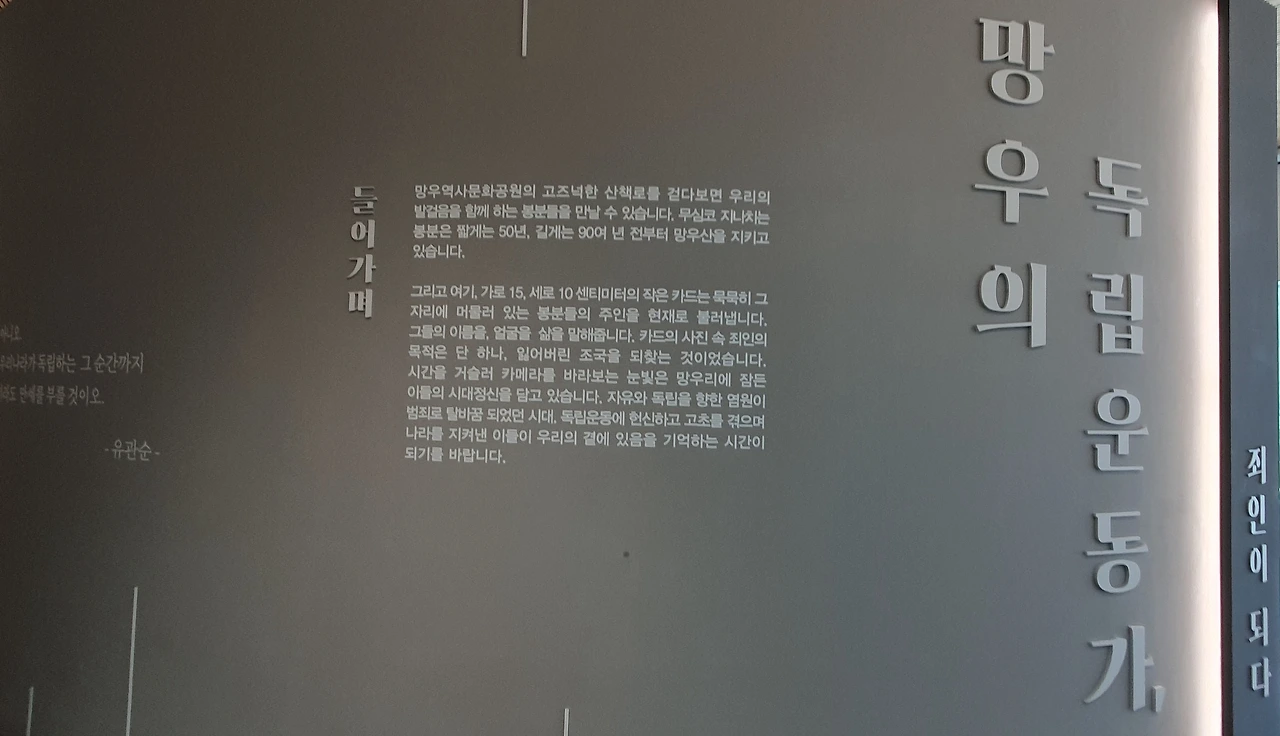 망우의
독립운동가,
죄인이 되다
들어가며
망우역사문화공원의 고즈넉한 산책로를 걷다보면 우리의
발걸음을 함께 하는 봉분들을 만날 수 있습니다. 무심코 지나치는
봉분은 짧게는 50년, 길게는 90여 년 전부터 망우산을 지키고
있습니다.
그리고 여기, 가로 15, 세로 10 센티미터의 작은 카드는 묵묵히 그
자리에 머물러 있는 봉분들의 주인을 현재로 불러냅니다.
그들의 이름을, 얼굴을, 삶을 말해줍니다. 카드의 사진 속 죄인의
목적은 단 하나, 잃어버린 조국을 되찾는 것이었습니다.
시간을 거슬러 카메라를 바라보는 눈빛은 망우리에 잠든
이들의 시대정신을 담고 있습니다. 자유와 독립을 향한 염원이
범죄로 탈바꿈 되었던 시대, 독립운동에 헌신하고 고초를 겪으며
나라를 지켜낸 이들이 우리의 곁에 있음을 기억하는 시간이
되기를 바랍니다.
독립하는 그 순간까지
만세를 부를 것이오.
-유관순-